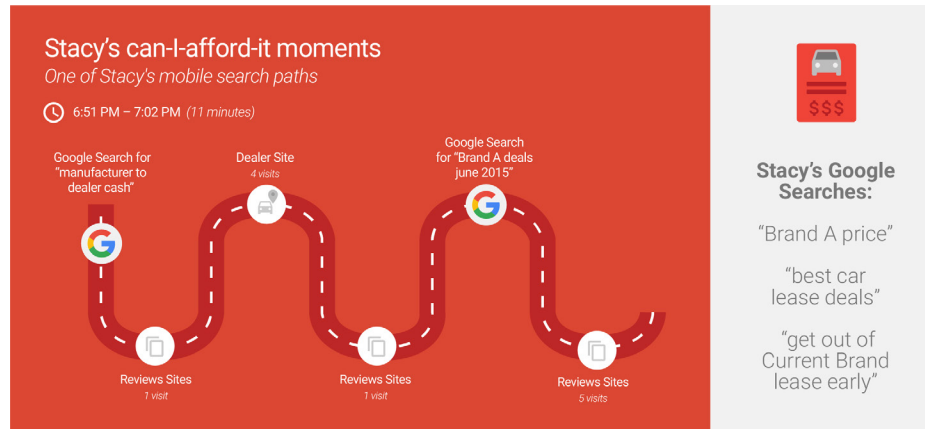 Stacy's can-I-afford-it moments
One of Stacy's mobile search paths
6:51 PM – 7:02 PM (11 minutes)
Google Search for
"manufacturer to
dealer cash"
Reviews Sites
1 visit
Dealer Site
4 visits
Reviews Sites
1 visit
Google Search
for "Brand A deals
june 2015"
Reviews Sites
5 visits
$$$
Stacy's Google
Searches:
"Brand A price"
"best car
lease deals"
"get out of
Current Brand
lease early"